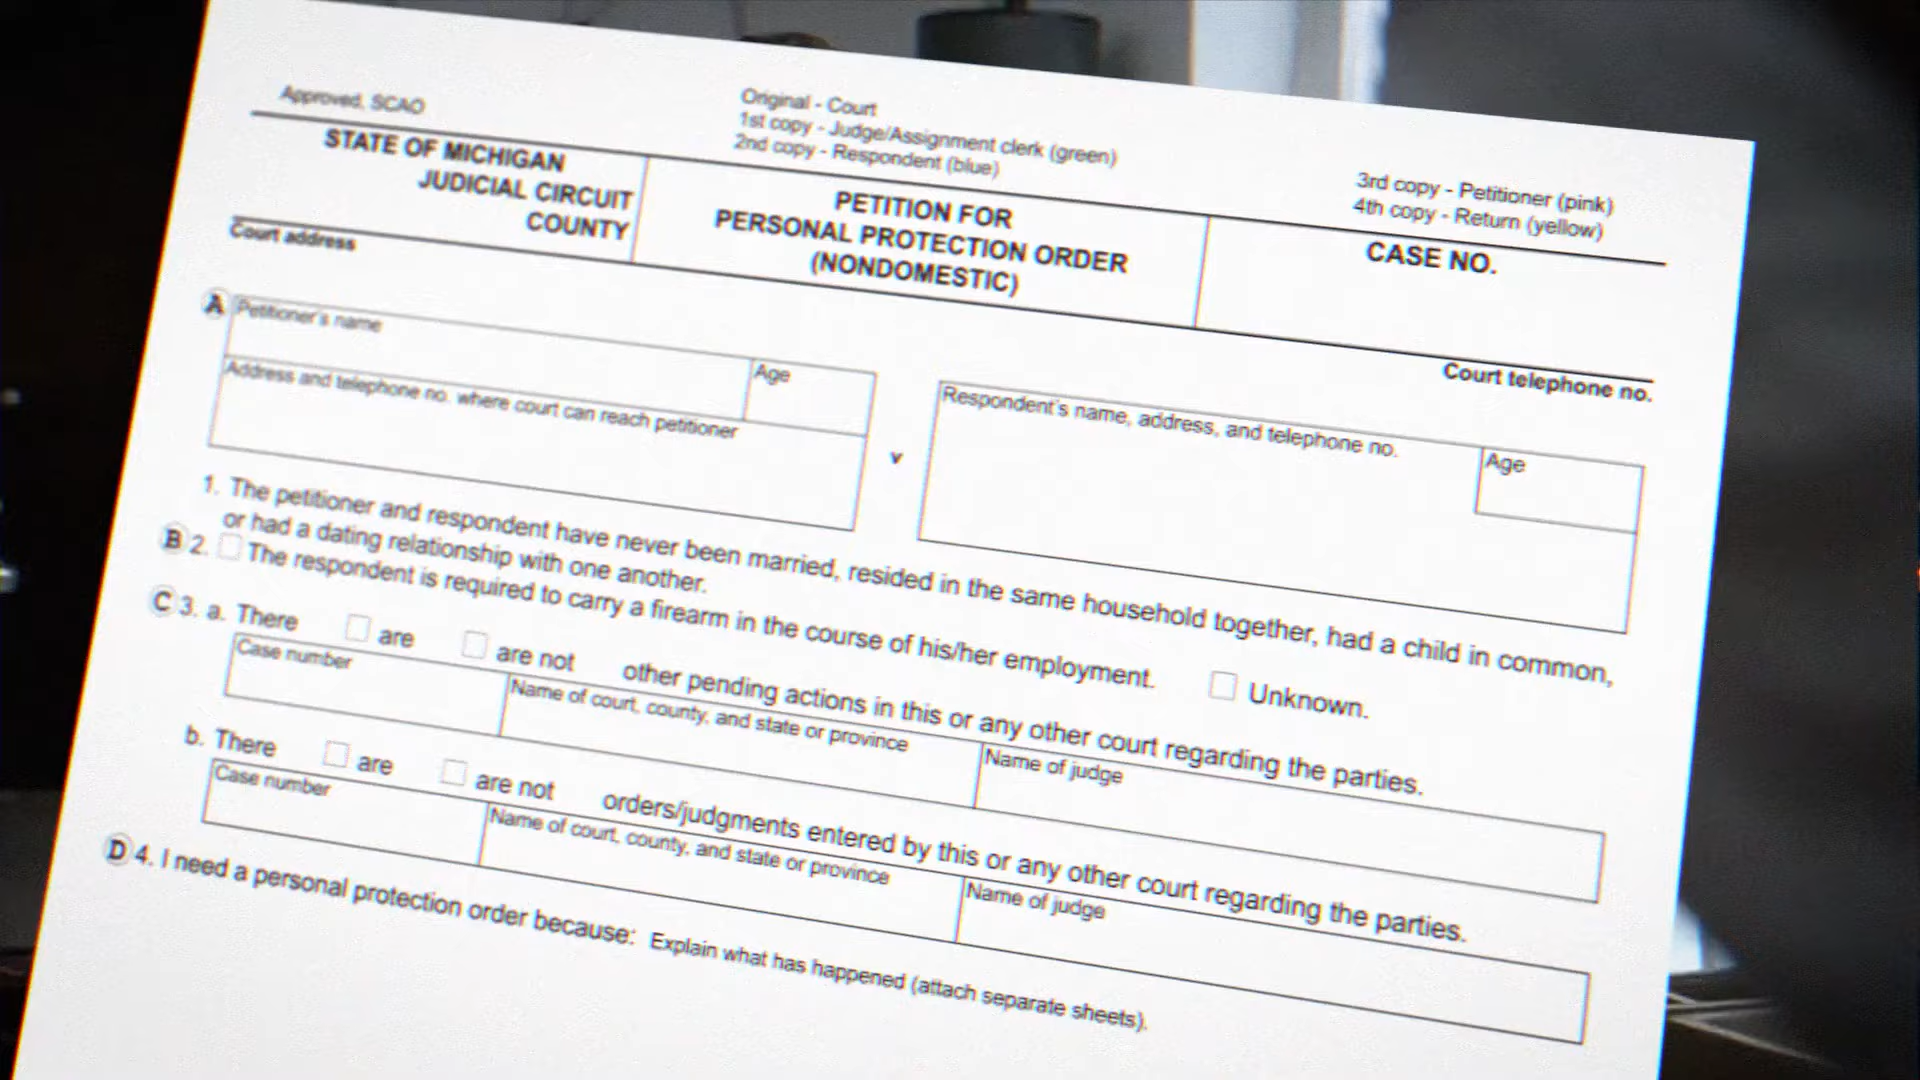 Approved, SCAO
Original - Court
1st copy - Judge/Assignment clerk (green)
2nd copy - Respondent (blue)
3rd copy - Petitioner (pink)
4th copy - Return (yellow)
STATE OF MICHIGAN
JUDICIAL CIRCUIT
COUNTY
PETITION FOR
PERSONAL PROTECTION ORDER
(NONDOMESTIC)
CASE NO.
Court address
Court telephone no.
A Petitioner's name
Age
Address and telephone no. where court can reach petitioner
v
Respondent's name, address, and telephone no.
Age
1. The petitioner and respondent have never been married, resided in the same household together, had a child in common,
or had a dating relationship with one another.
B 2. The respondent is required to carry a firearm in the course of his/her employment. Unknown.
C 3. a. There are are not other pending actions in this or any other court regarding the parties.
Case number
Name of court, county, and state or province
Name of judge
b. There are are not orders/judgments entered by this or any other court regarding the parties.
Case number
Name of court, county, and state or province
Name of judge
D 4. I need a personal protection order because: Explain what has happened (attach separate sheets).